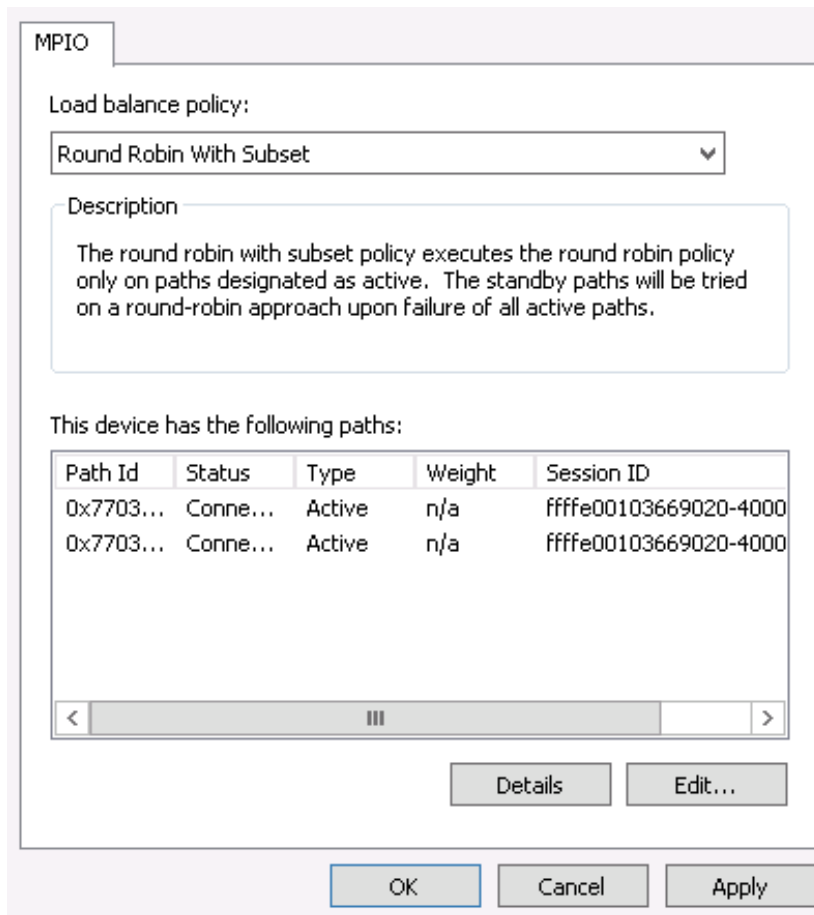 MPIO
Load balance policy:
Round Robin With Subset
Description
The round robin with subset policy executes the round robin policy
only on paths designated as active. The standby paths will be tried
on a round-robin approach upon failure of all active paths.
This device has the following paths:
Path Id Status Type Weight Session ID
0x7703... Conne... Active n/a ffffe00103669020-4000
0x7703... Conne... Active n/a ffffe00103669020-4000
Details Edit...
OK Cancel Apply